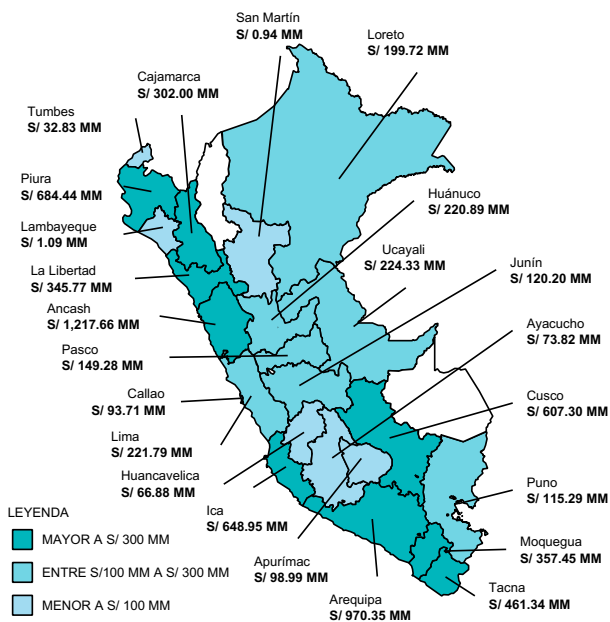 San Martín
S/ 0.94 MM
Loreto
S/ 199.72 MM
Cajamarca
S/ 302.00 MM
Tumbes
S/ 32.83 MM
Piura
S/ 684.44 MM
Huánuco
S/ 220.89 MM
Lambayeque
S/ 1.09 MM
Ucayali
S/ 224.33 MM
Junín
S/ 120.20 MM
La Libertad
S/ 345.77 MM
Ancash
S/ 1,217.66 MM
Ayacucho
S/ 73.82 MM
Pasco
S/ 149.28 MM
Callao
S/ 93.71 MM
Cusco
S/ 607.30 MM
Lima
S/ 221.79 MM
Huancavelica
S/ 66.88 MM
Puno
S/ 115.29 MM
Ica
S/ 648.95 MM
Moquegua
S/ 357.45 MM
Apurímac
S/ 98.99 MM
Tacna
S/ 461.34 MM
Arequipa
S/ 970.35 MM
LEYENDA
MAYOR A S/ 300 MM
ENTRE S/100 MM A S/ 300 MM
MENOR A S/ 100 MM